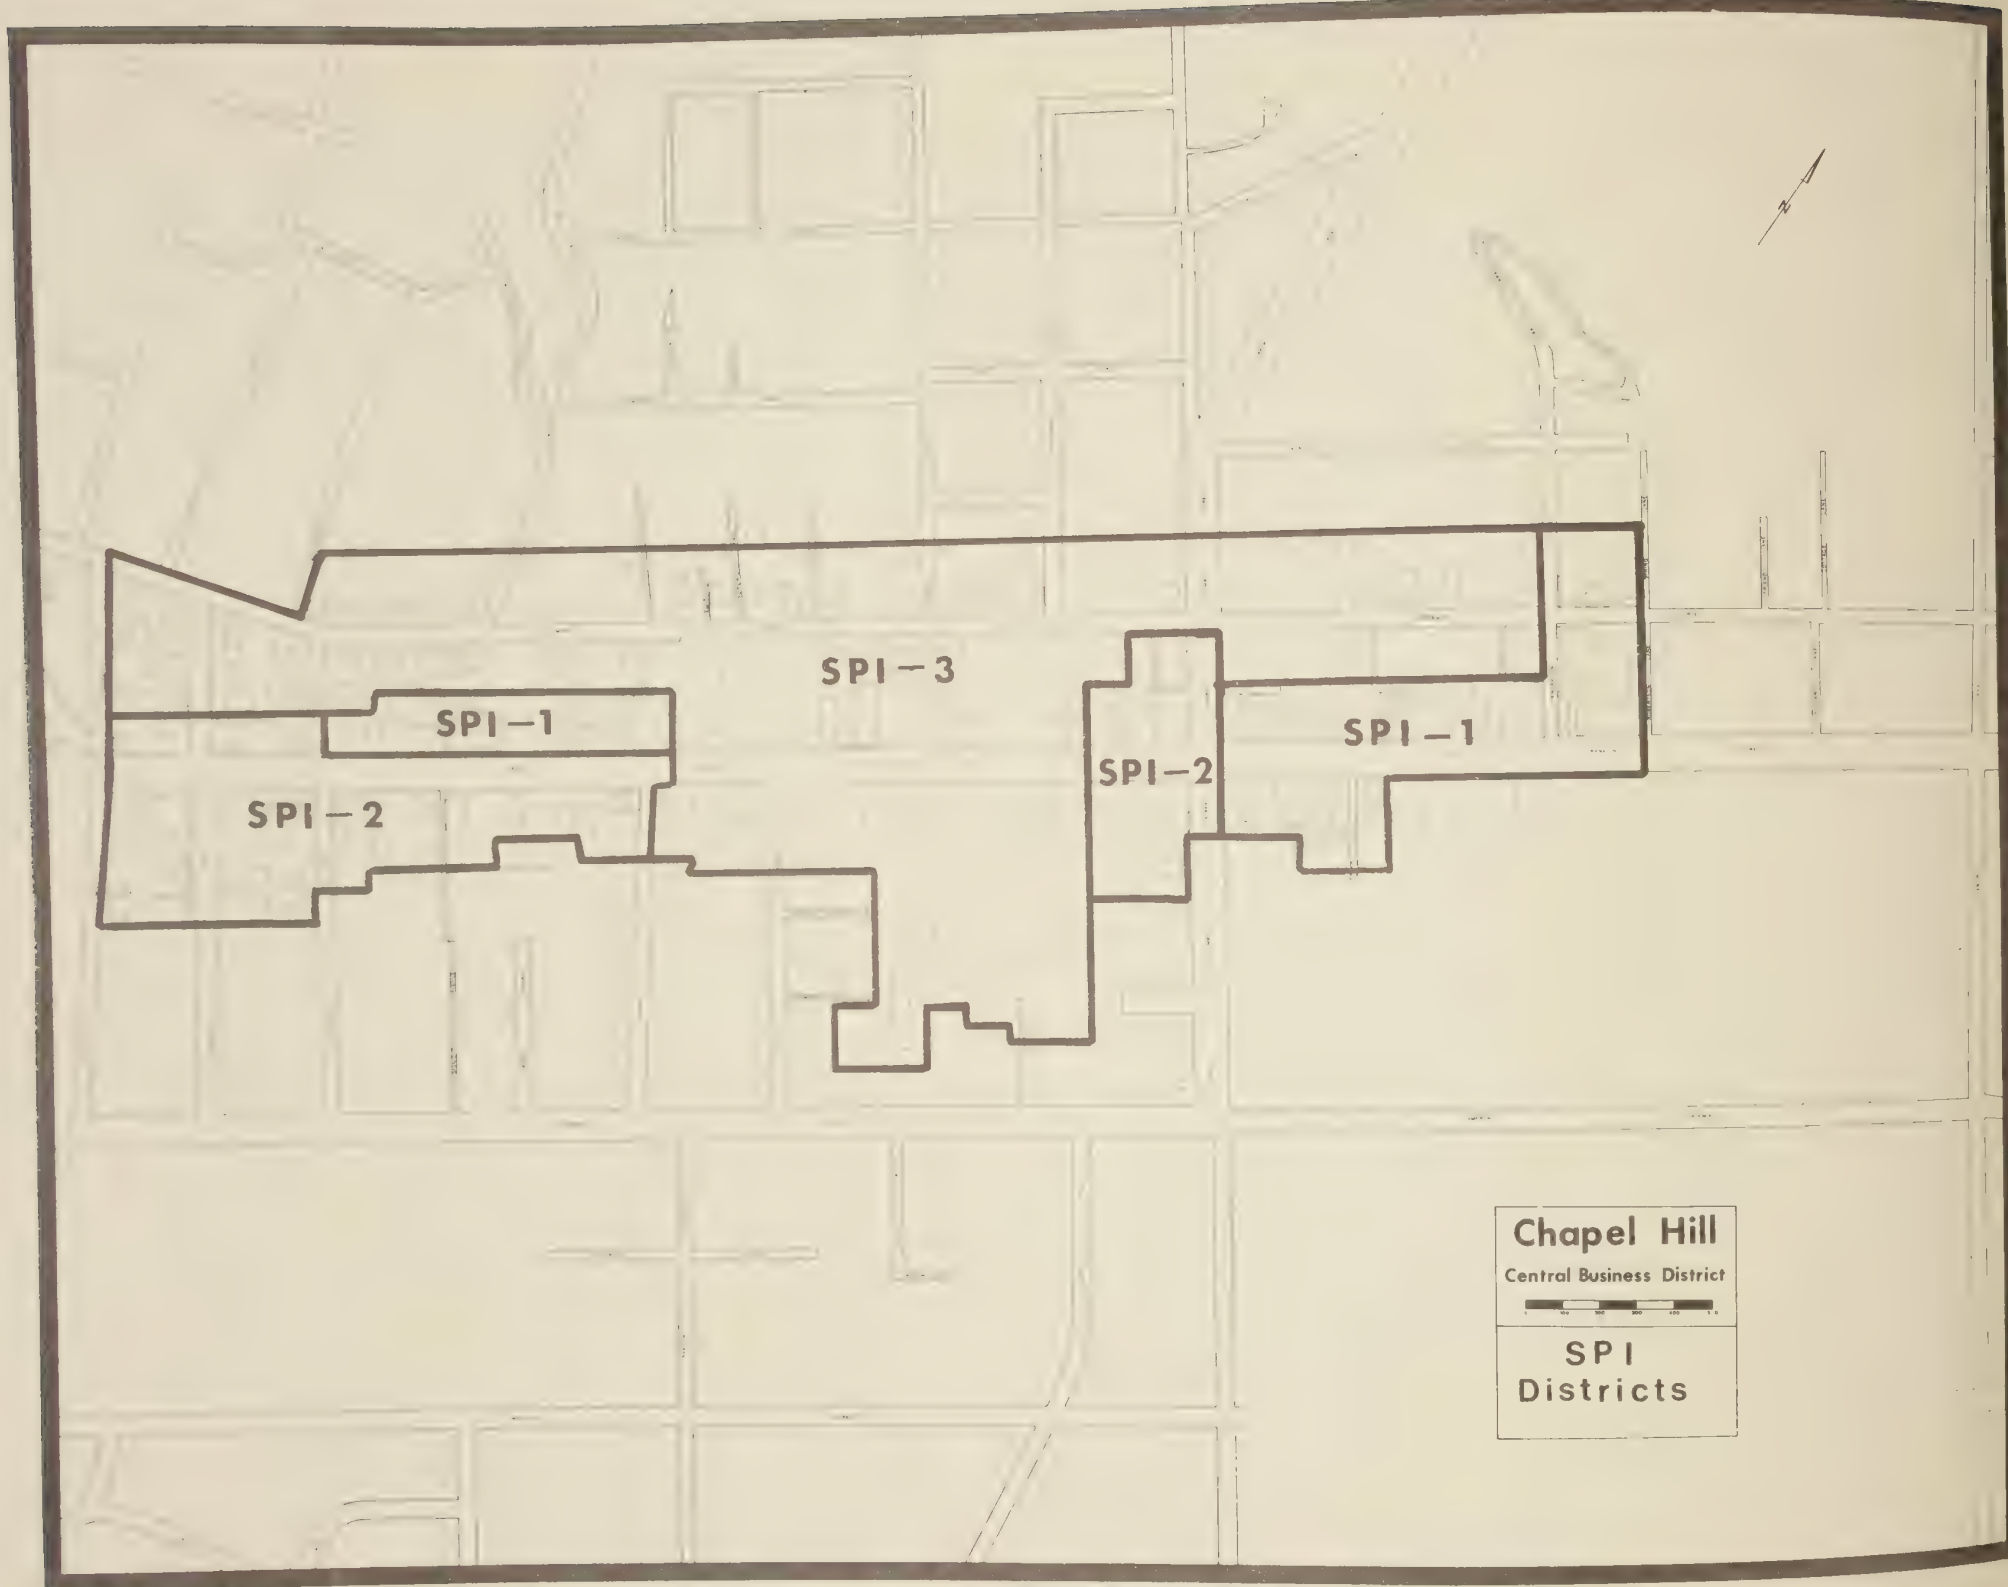 N
SPI-3
SPI-1
SPI-1
SPI-2
SPI-2
Chapel Hill
Central Business District
SPI
Districts